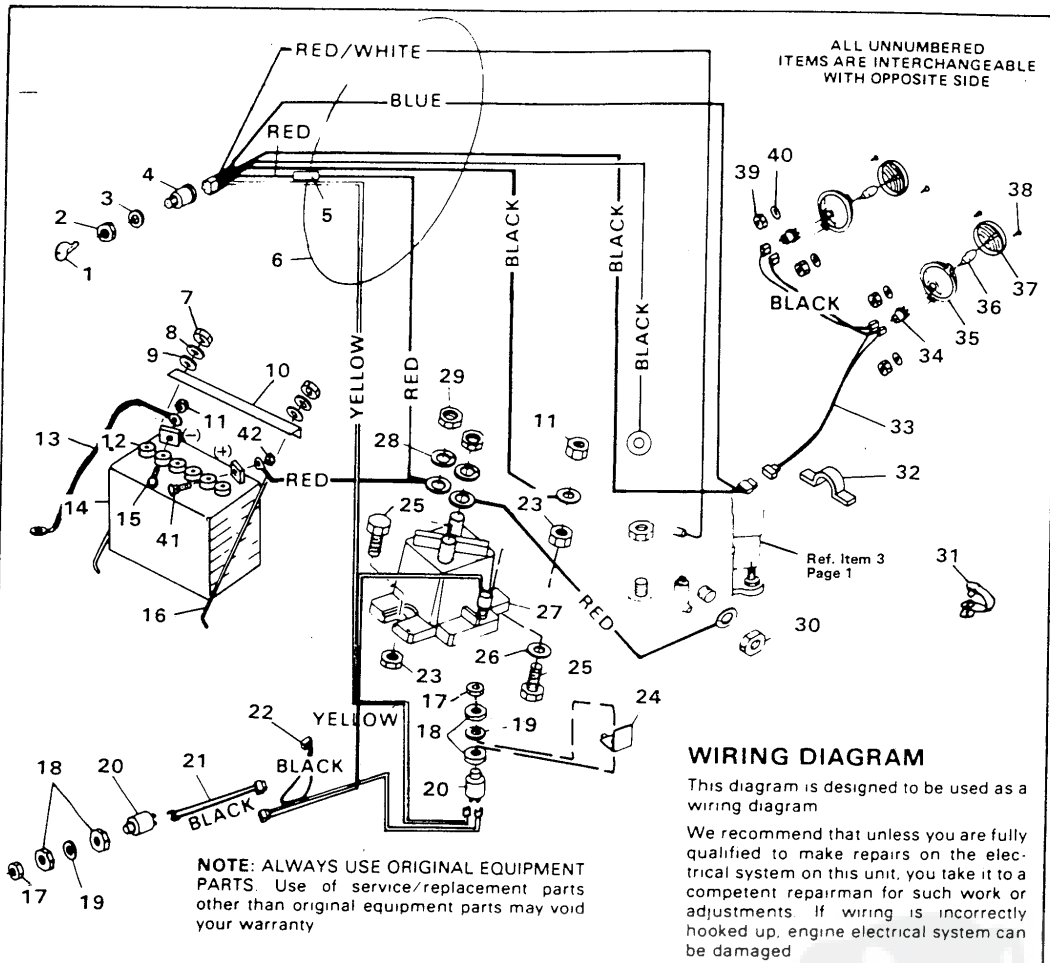 RED/WHITE
ALL UNNUMBERED
ITEMS ARE INTERCHANGEABLE
WITH OPPOSITE SIDE
BLUE
RED
4
3
2
1
5
6
BLACK
BLACK
BLACK
39
40
38
37
36
35
34
BLACK
33
32
7
8
9
10
11
(-)
(+)
42
12
13
14
15
41
16
RED
YELLOW
RED
29
28
25
11
23
Ref. Item 3
Page 1
31
30
27
RED
26
25
23
17
18
19
24
20
YELLOW
22
BLACK
21
BLACK
20
18
17
19
NOTE: ALWAYS USE ORIGINAL EQUIPMENT
PARTS. Use of service/replacement parts
other than original equipment parts may void
your warranty
WIRING DIAGRAM
This diagram is designed to be used as a
wiring diagram
We recommend that unless you are fully
qualified to make repairs on the elec-
trical system on this unit, you take it to a
competent repairman for such work or
adjustments. If wiring is incorrectly
hooked up, engine electrical system can
be damaged